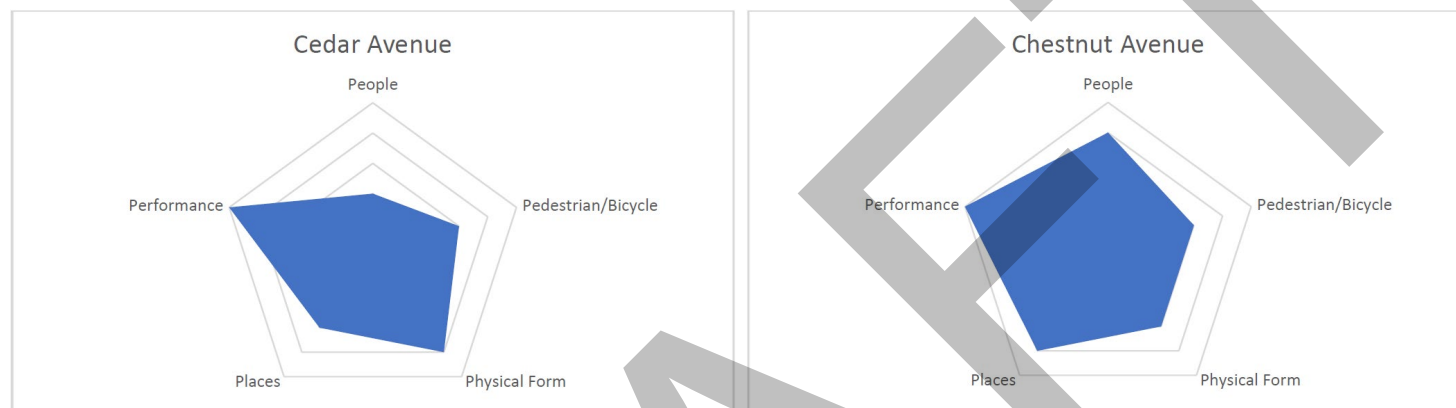 Cedar Avenue
People
Performance
Pedestrian/Bicycle
Places
Physical Form
Chestnut Avenue
People
Performance
Pedestrian/Bicycle
Places
Physical Form